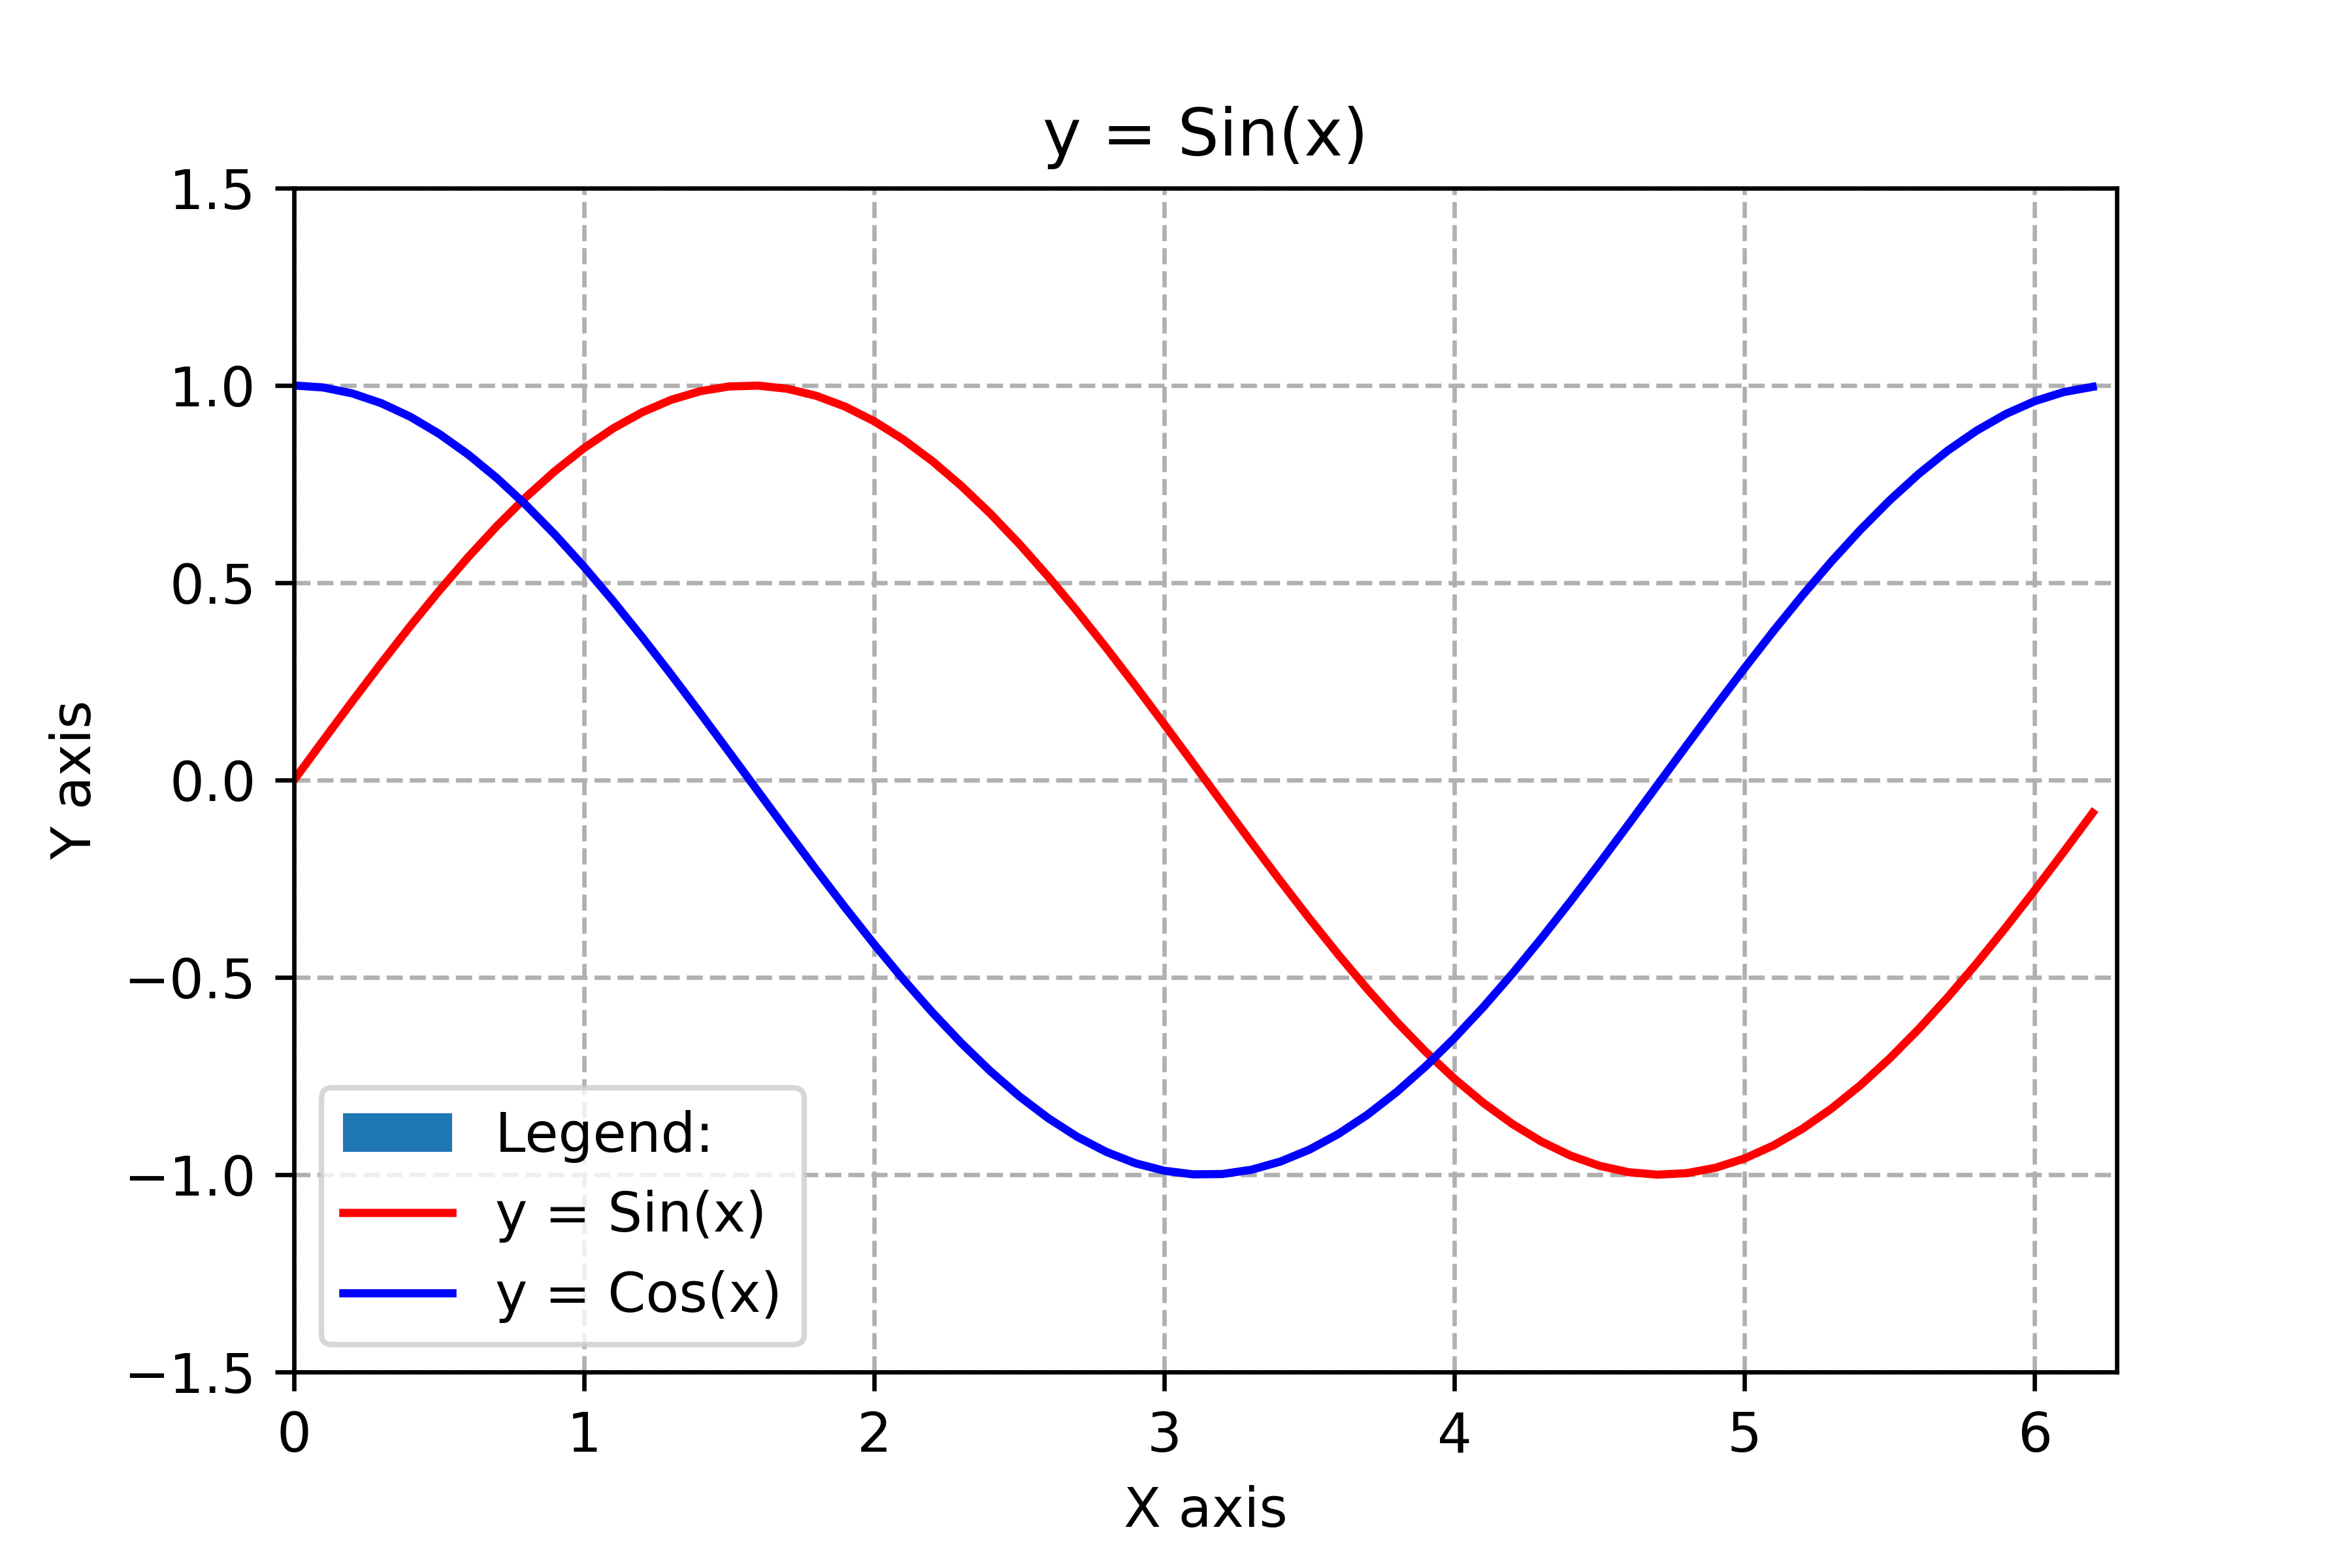 y = Sin(x)
1.5
1.0
0.5
0.0
−0.5
−1.0
−1.5
Y axis
Legend:
y = Sin(x)
y = Cos(x)
0 1 2 3 4 5 6
X axis